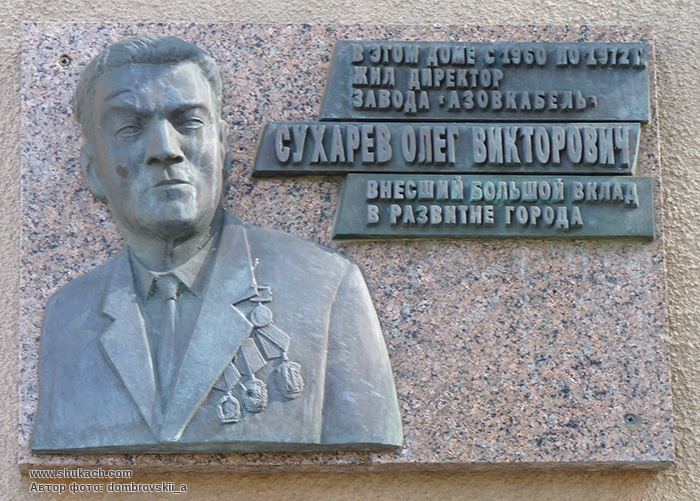 В ЭТОМ ДОМЕ С 1960 ПО 1972 Г.
ЖИЛ ДИРЕКТОР
ЗАВОДА "АЗОВКАБЕЛЬ"
СУХАРЕВ ОЛЕГ ВИКТОРОВИЧ
ВНЕСШИЙ БОЛЬШОЙ ВКЛАД
В РАЗВИТИЕ ГОРОДА
www.shukach.com
Автор фото: dombrovskii_a